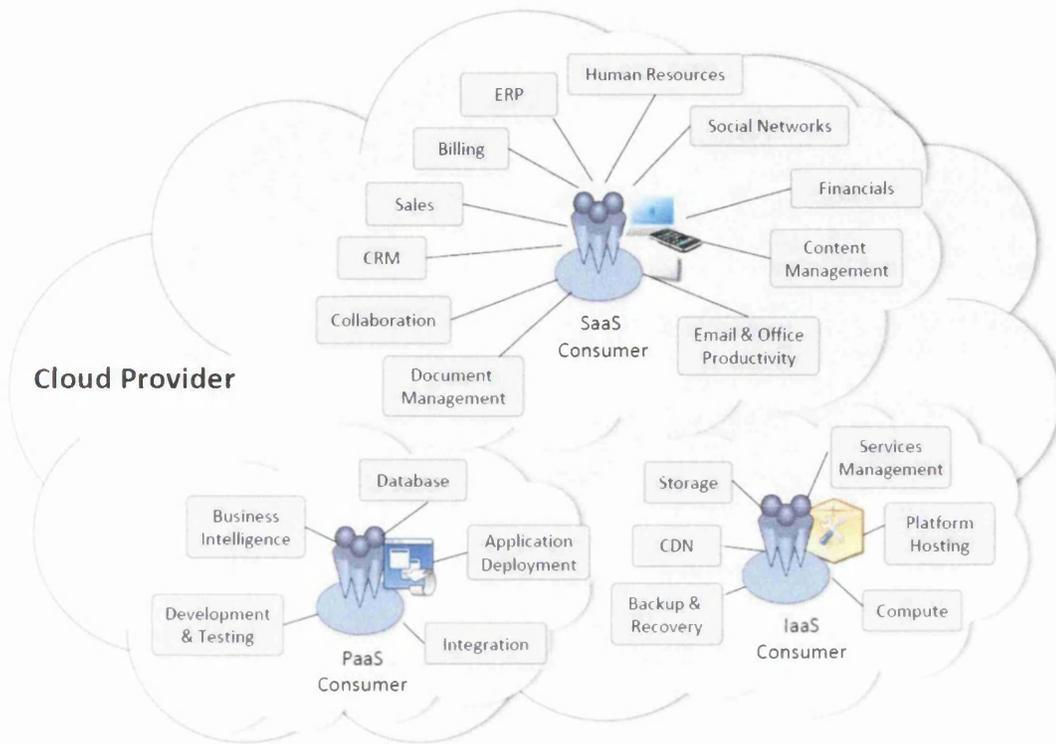 Human Resources
ERP
Social Networks
Billing
Financials
Sales
Content
Management
CRM
Collaboration
SaaS
Consumer
Email & Office
Productivity
Document
Management
Cloud Provider
Database
Business
Intelligence
Application
Deployment
Development
& Testing
Integration
PaaS
Consumer
Services
Management
Storage
Platform
Hosting
CDN
Backup &
Recovery
Compute
IaaS
Consumer